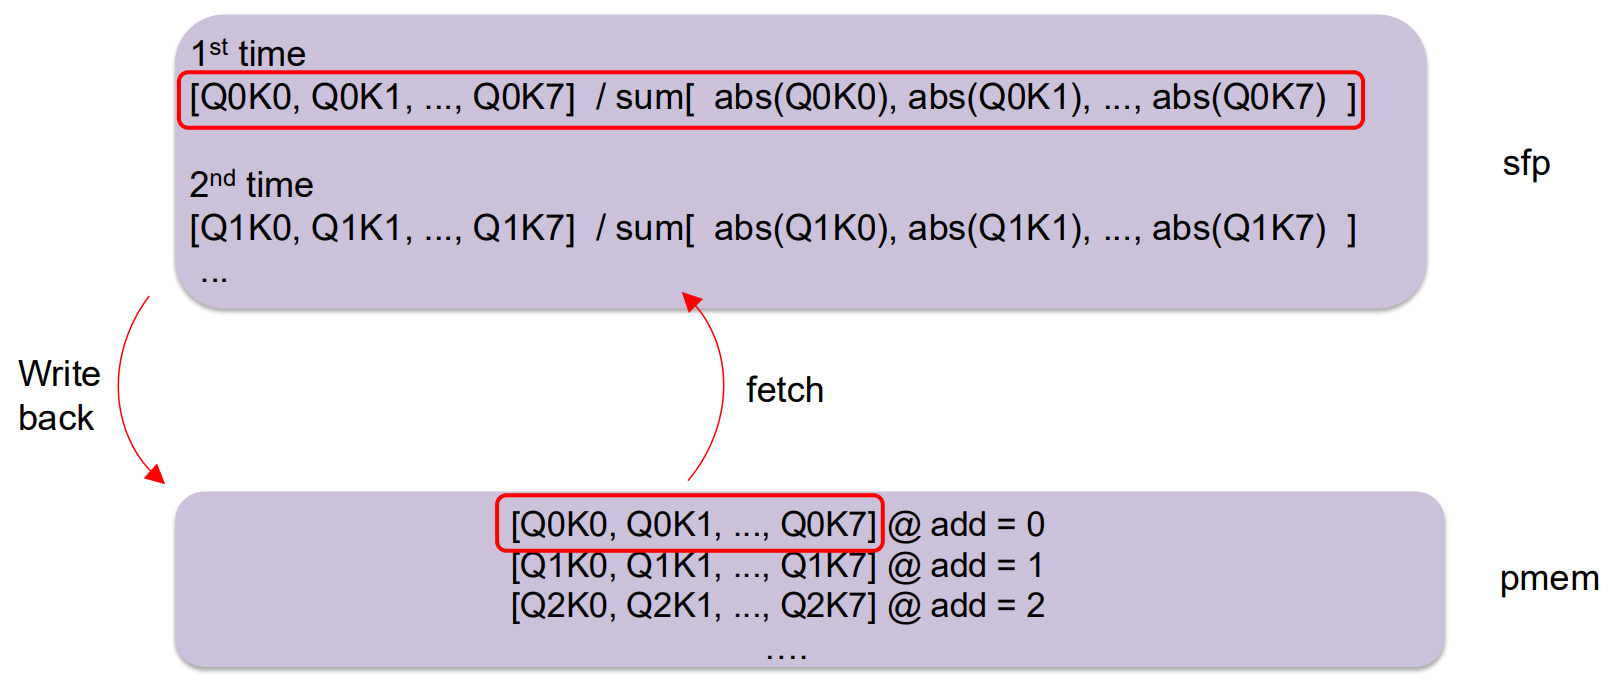 1st time
[Q0K0, Q0K1, ..., Q0K7] / sum[ abs(Q0K0), abs(Q0K1), ..., abs(Q0K7) ]
sfp
2nd time
[Q1K0, Q1K1, ..., Q1K7] / sum[ abs(Q1K0), abs(Q1K1), ..., abs(Q1K7) ]
...
Write
back
fetch
[Q0K0, Q0K1, ..., Q0K7] @ add = 0
[Q1K0, Q1K1, ..., Q1K7] @ add = 1
pmem
[Q2K0, Q2K1, ..., Q2K7] @ add = 2
....